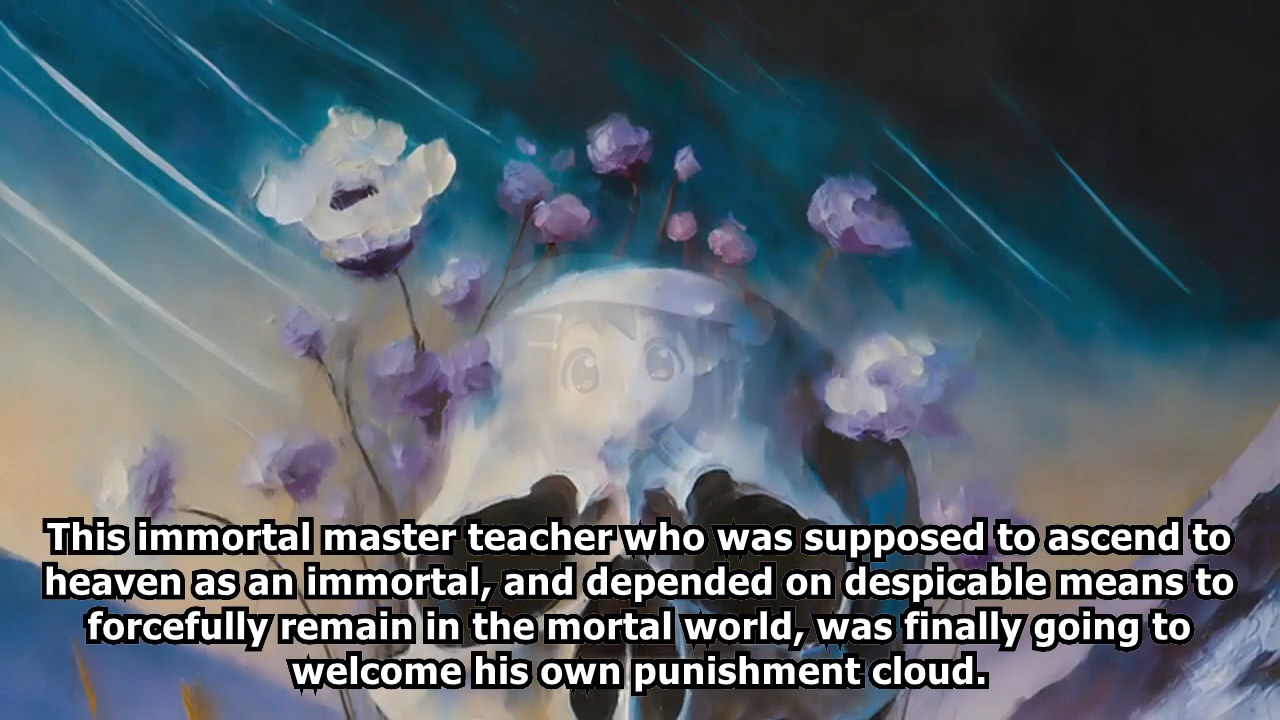 This immortal master teacher who was supposed to ascend to
heaven as an immortal, and depended on despicable means to
forcefully remain in the mortal world, was finally going to
welcome his own punishment cloud.